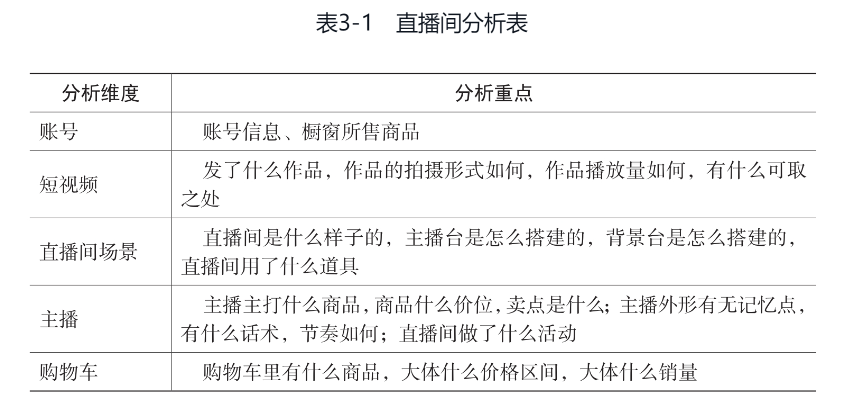 表3-1 直播间分析表
分析维度 分析重点
账号 账号信息、橱窗所售商品
短视频 发了什么作品，作品的拍摄形式如何，作品播放量如何，有什么可取
之处
直播间场景 直播间是什么样子的，主播台是怎么搭建的，背景台是怎么搭建的，
直播间用了什么道具
主播 主播主打什么商品，商品什么价位，卖点是什么；主播外形有无记忆点，
有什么话术，节奏如何；直播间做了什么活动
购物车 购物车里有什么商品，大体什么价格区间，大体什么销量